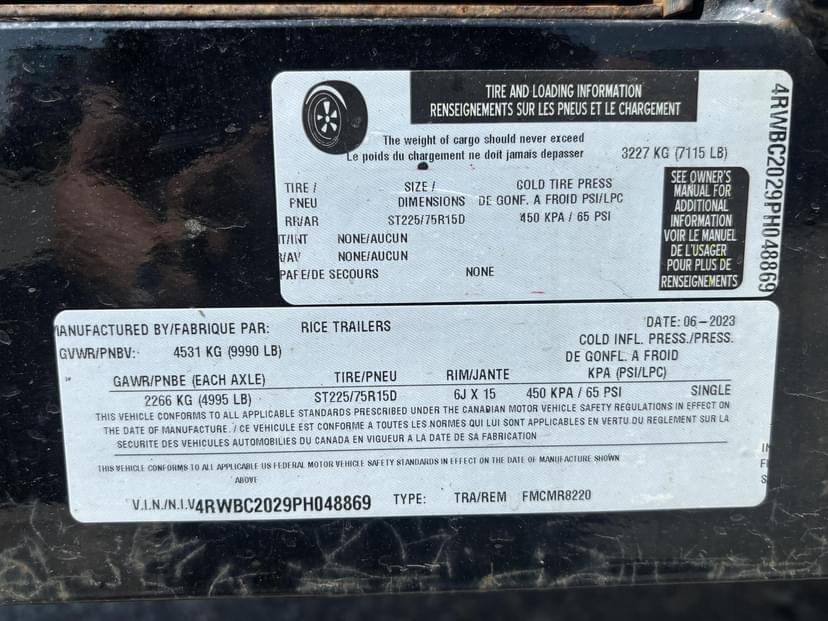 TIRE AND LOADING INFORMATION
RENSEIGNEMENTS SUR LES PNEUS ET LE CHARGEMENT
The weight of cargo should never exceed
Le poids du chargement ne doit jamais depasser 3227 KG (7115 LB)
TIRE / SIZE / COLD TIRE PRESS
PNEU DIMENSIONS DE GONF. A FROID PSI/LPC
RR/AR ST225/75R15D 450 KPA / 65 PSI
IT/INT NONE/AUCUN
R/AV NONE/AUCUN
PARE/DE SECOURS NONE
SEE OWNER'S
MANUAL FOR
ADDITIONAL
INFORMATION
VOIR LE MANUEL
DE L'USAGER
POUR PLUS DE
RENSEIGNEMENTS
4RWBC2029PH048869
MANUFACTURED BY/FABRIQUE PAR: RICE TRAILERS DATE: 06-2023
GVWR/PNBV: 4531 KG (9990 LB) COLD INFL. PRESS./PRESS.
DE GONFL. A FROID
GAWR/PNBE (EACH AXLE) TIRE/PNEU RIM/JANTE KPA (PSI/LPC)
2266 KG (4995 LB) ST225/75R15D 6J X 15 450 KPA / 65 PSI SINGLE
THIS VEHICLE CONFORMS TO ALL APPLICABLE STANDARDS PRESCRIBED UNDER THE CANADIAN MOTOR VEHICLE SAFETY REGULATIONS IN EFFECT ON
THE DATE OF MANUFACTURE. / CE VEHICULE EST CONFORME A TOUTES LES NORMES QUI LUI SONT APPLICABLES EN VERTU DU REGLEMENT SUR LA
SECURITE DES VEHICULES AUTOMOBILES DU CANADA EN VIGUEUR A LA DATE DE SA FABRICATION
THIS VEHICLE CONFORMS TO ALL APPLICABLE US FEDERAL MOTOR VEHICLE SAFETY STANDARDS IN EFFECT ON THE DATE OF MANUFACTURE SHOWN
ABOVE
V.I.N./N.I.V 4RWBC2029PH048869 TYPE: TRA/REM FMCMR8220